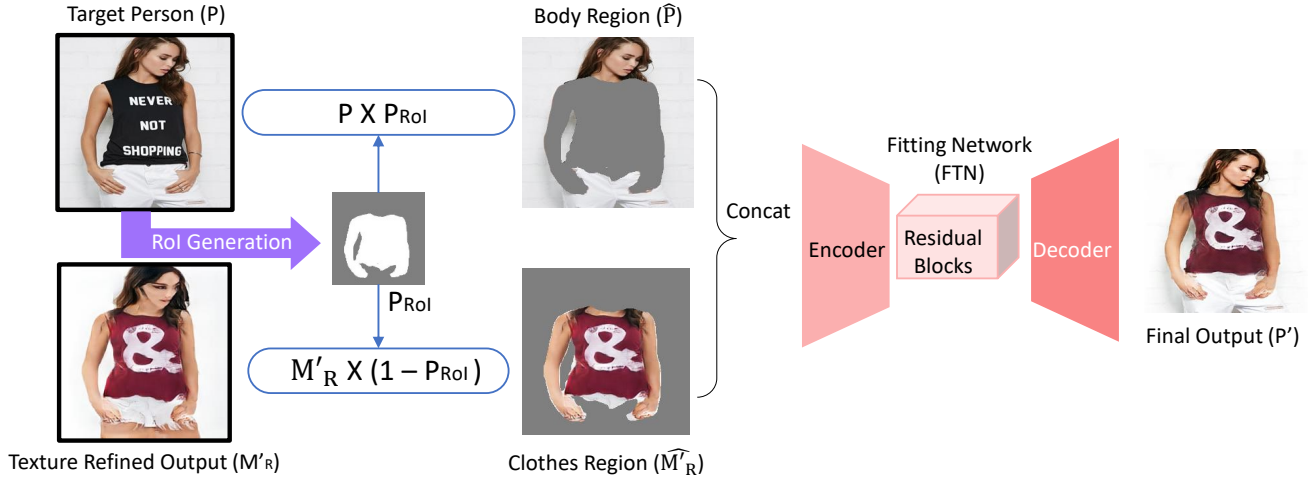 Target Person (P)
NEVER
NOT
SHOPPING
P X PRoI
Body Region (P̂)
RoI Generation
PRoI
Texture Refined Output (M'R)
M′R X (1 – PRoI )
&
Clothes Region (M̂′R)
&
Concat
Fitting Network
(FTN)
Encoder
Residual
Blocks
Decoder
&
Final Output (P')